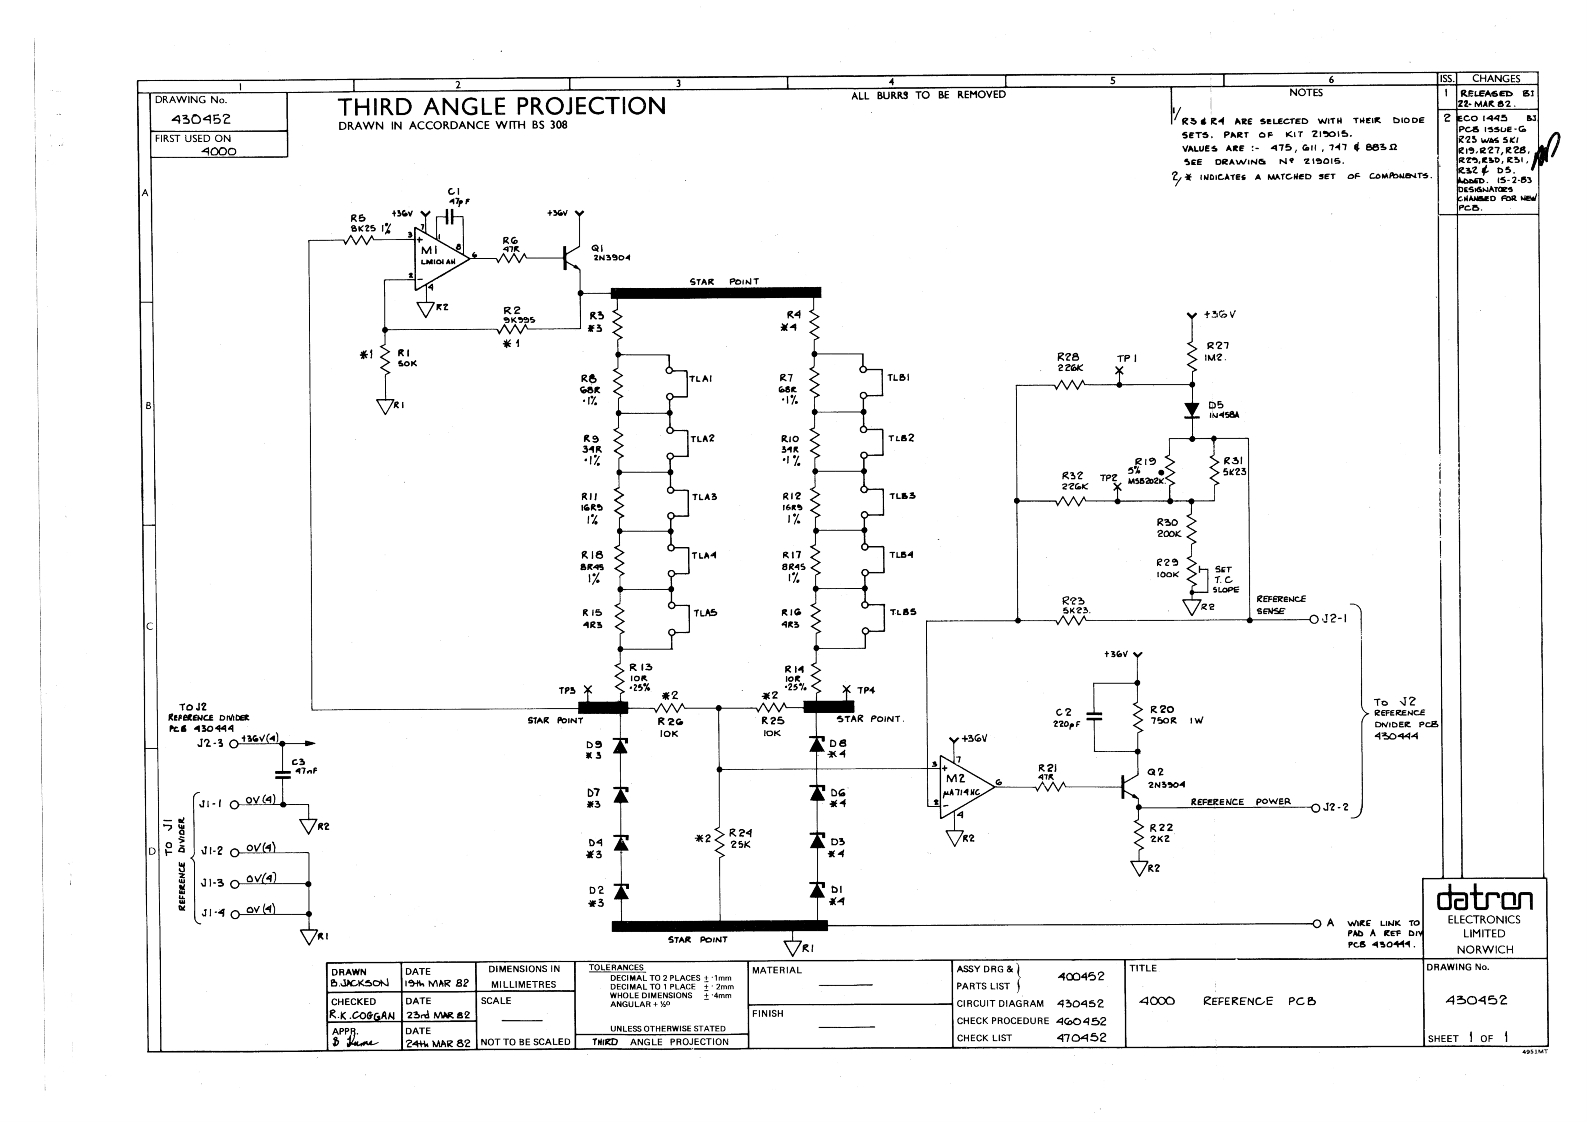 1 2 3 4 5 6
ISS. CHANGES
DRAWING No.
430452
FIRST USED ON
4000
THIRD ANGLE PROJECTION
DRAWN IN ACCORDANCE WITH BS 308
ALL BURRS TO BE REMOVED
NOTES
1/ R3 & R4 ARE SELECTED WITH THEIR DIODE
SETS. PART OF KIT 219015.
VALUES ARE :- 475, 611, 747 & 883Ω
SEE DRAWING Nº 219015.
2/ * INDICATES A MATCHED SET OF COMPONENTS.
1 RELEASED BJ
22-MAR 82.
2 ECO 1445 BJ
PCB ISSUE-G
R23 WAS 5K1
R19, R27, R28,
R29, R30, R31,
R32 & D5,
ADDED. 15-2-83
DESIGNATORS
CHANGED FOR NEW
PCB.
A
B
C
D
R5
8K25 1%
+36V
C1
47pF
3
+
7
1
8
M1
LM101AH
6
2
-
4
R2
R6
47R
+36V
Q1
2N3904
R2
9K995
*1
*1
R1
50K
R1
STAR POINT
R3
*3
R4
*4
R8
68R
.1%
TLA1
R7
68R
.1%
TLB1
R9
34R
.1%
TLA2
R10
34R
.1%
TLB2
R11
16R9
1%
TLA3
R12
16R9
1%
TLB3
R18
8R45
1%
TLA4
R17
8R45
1%
TLB4
R15
4R3
TLA5
R16
4R3
TLB5
R13
10R
.25%
R14
10R
.25%
TP3
STAR POINT
*2
R26
10K
*2
R25
10K
TP4
STAR POINT.
D9
*3
D7
*3
D4
*3
D2
*3
D8
*4
D6
*4
D3
*4
D1
*4
*2
R24
25K
STAR POINT
R1
+36V
R27
1M2.
R28
226K
TP1
D5
1N458A
R19
5%
MSB202K.
R31
5K23
R32
226K
TP2
R30
200K
R29
100K
SET
T.C
SLOPE
R2
R23
5K23.
REFERENCE
SENSE
J2-1
+36V
C2
220pF
R20
750R 1W
+36V
3
+
7
M2
µA714HC
6
2
-
4
R2
R21
47R
Q2
2N3904
REFERENCE POWER
J2-2
R22
2K2
R2
TO J2
REFERENCE
DIVIDER PCB
430444
A WIRE LINK TO
PAD A REF DIV
PCB 430444.
TO J2
REFERENCE DIVIDER
PCB 430444
J2-3 +36V(4)
C3
47nF
J1-1 0V(4)
R2
J1-2 0V(4)
J1-3 0V(4)
J1-4 0V(4)
R1
TO J1
REFERENCE DIVIDER
datron
ELECTRONICS
LIMITED
NORWICH
DRAWN
B.JACKSON
DATE
19th MAR 82
CHECKED
R.K.COGGAN
DATE
23rd MAR 82
APPR.
DATE
24th MAR 82
DIMENSIONS IN
MILLIMETRES
SCALE
NOT TO BE SCALED
TOLERANCES
DECIMAL TO 2 PLACES ± ·1mm
DECIMAL TO 1 PLACE ± ·2mm
WHOLE DIMENSIONS ± ·4mm
ANGULAR + ½°
UNLESS OTHERWISE STATED
THIRD ANGLE PROJECTION
MATERIAL
FINISH
ASSY DRG &
PARTS LIST
400452
CIRCUIT DIAGRAM 430452
CHECK PROCEDURE 460452
CHECK LIST 470452
TITLE
4000 REFERENCE PCB
DRAWING No.
430452
SHEET 1 OF 1
4951MT